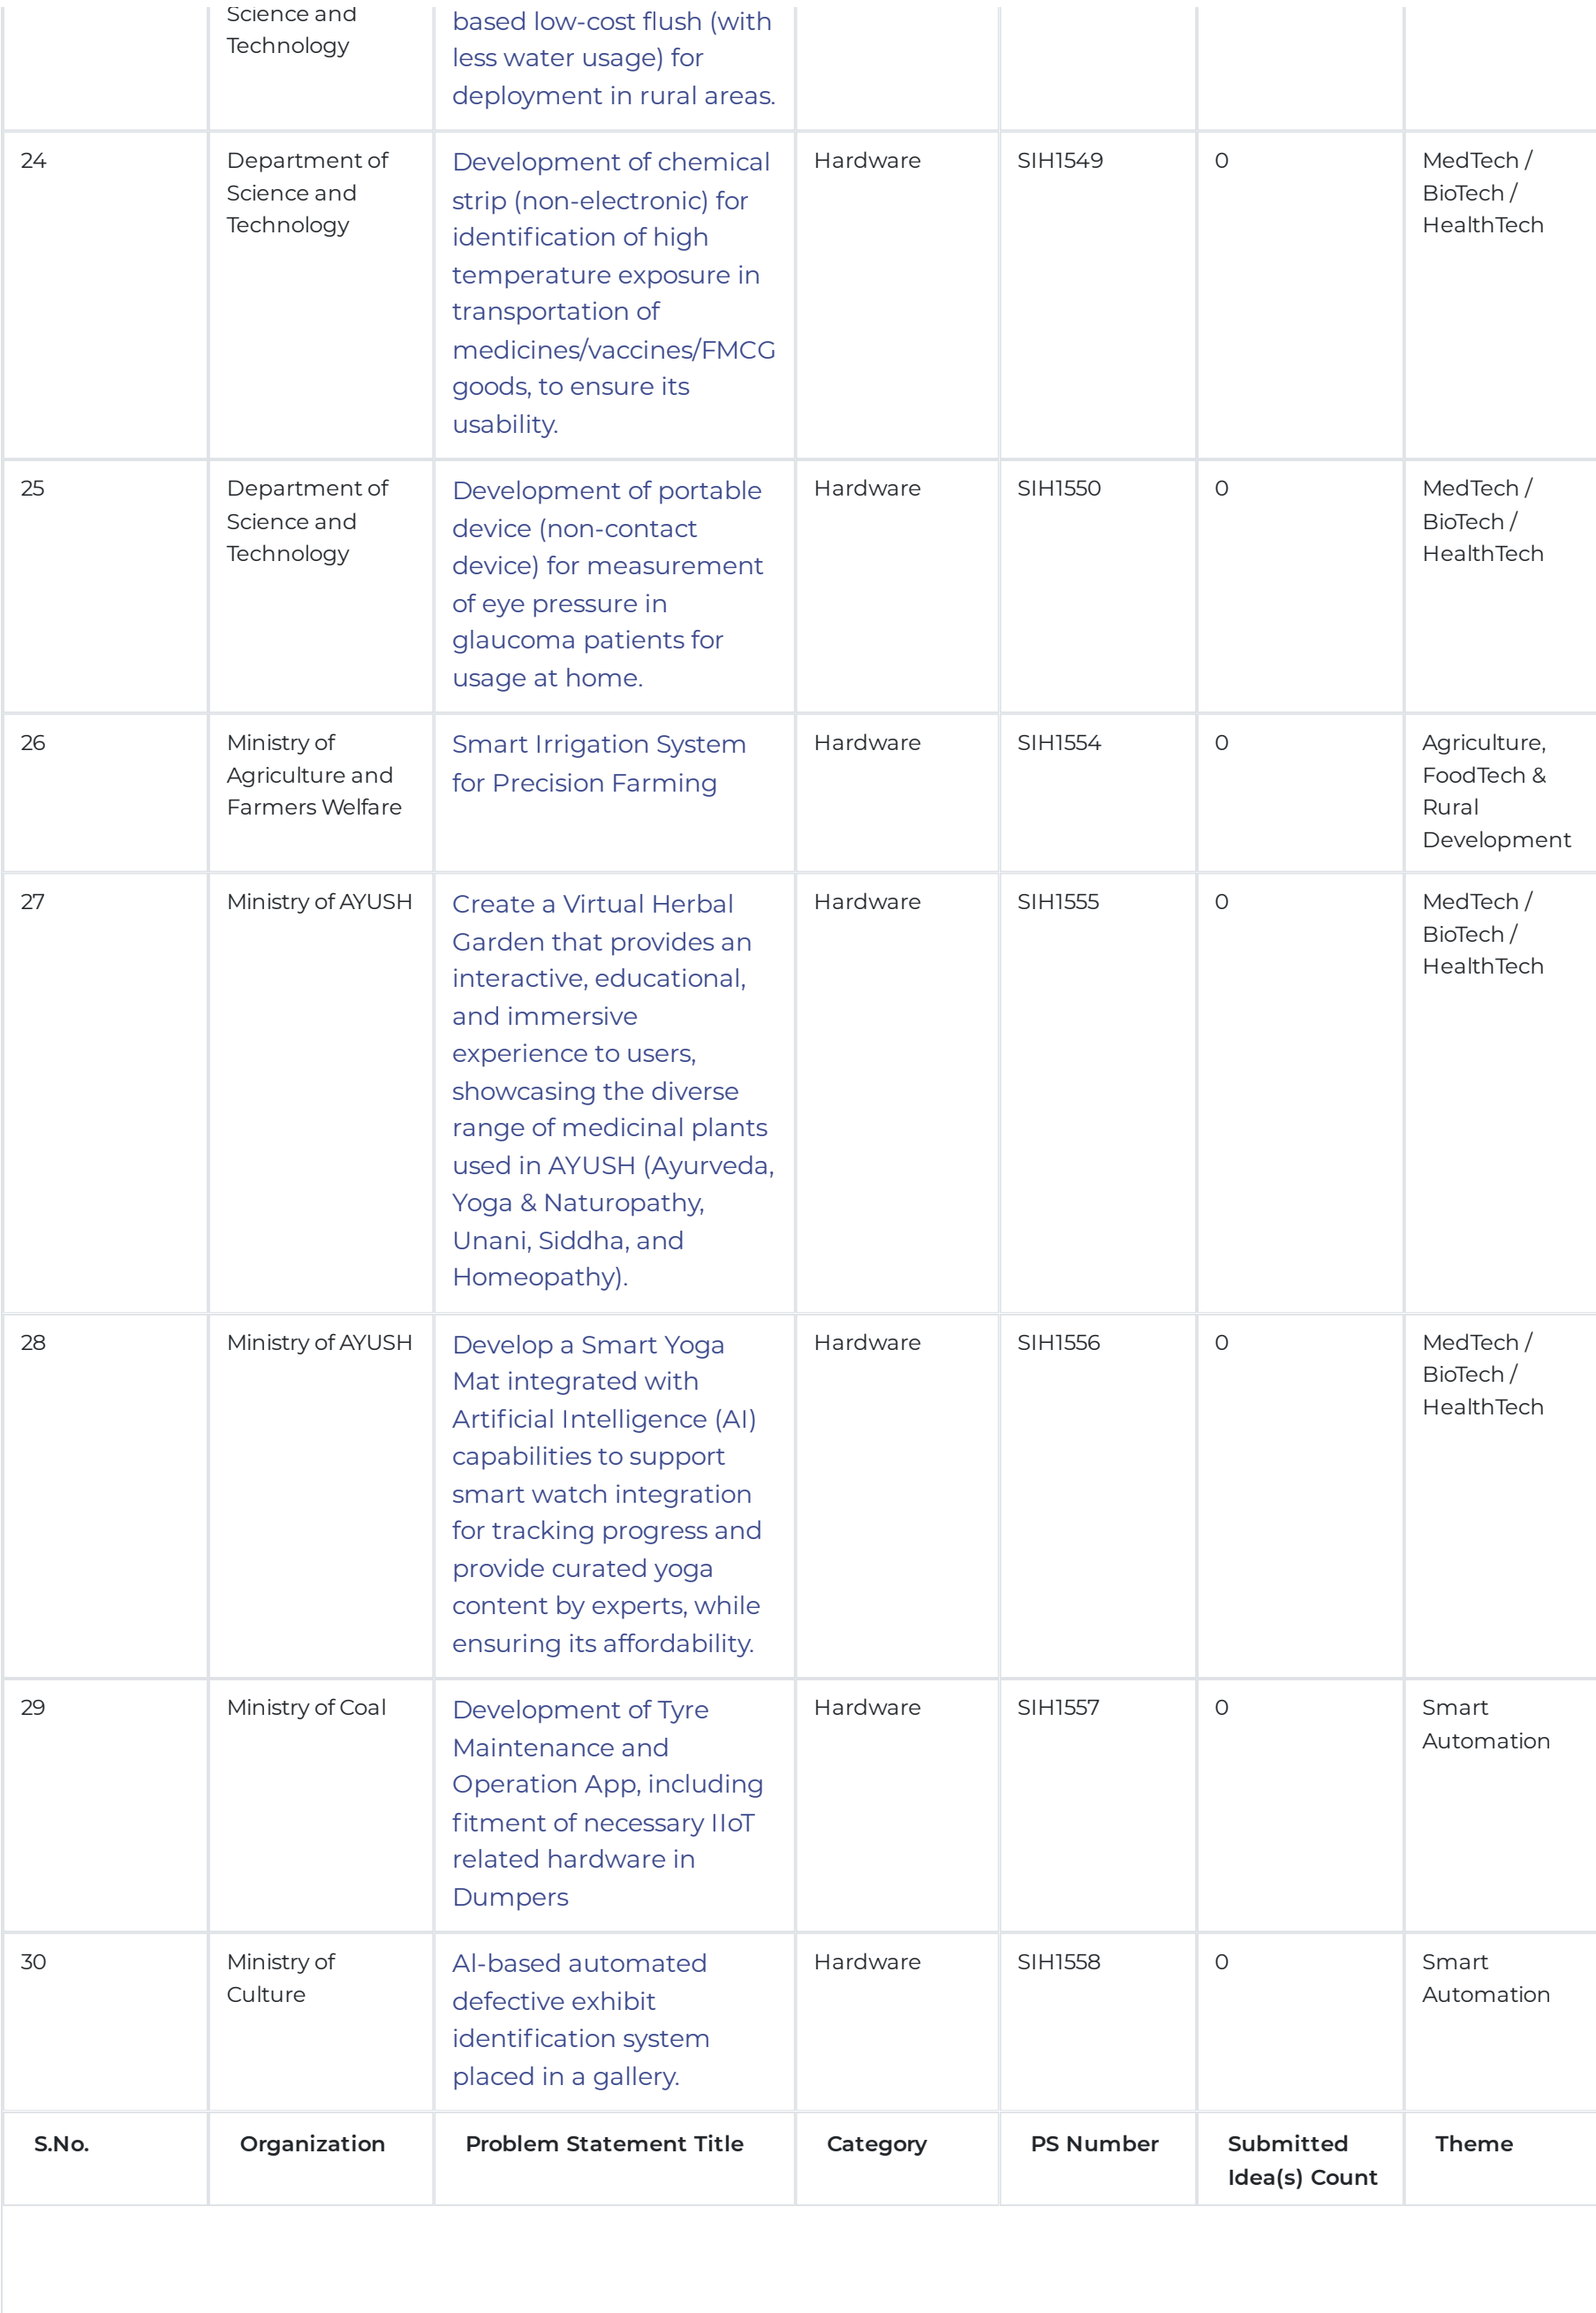 Science and
Technology
based low-cost flush (with
less water usage) for
deployment in rural areas.
24
Department of
Science and
Technology
Development of chemical
strip (non-electronic) for
identification of high
temperature exposure in
transportation of
medicines/vaccines/FMCG
goods, to ensure its
usability.
Hardware
SIH1549
0
MedTech /
BioTech /
HealthTech
25
Department of
Science and
Technology
Development of portable
device (non-contact
device) for measurement
of eye pressure in
glaucoma patients for
usage at home.
Hardware
SIH1550
0
MedTech /
BioTech /
HealthTech
26
Ministry of
Agriculture and
Farmers Welfare
Smart Irrigation System
for Precision Farming
Hardware
SIH1554
0
Agriculture,
FoodTech &
Rural
Development
27
Ministry of AYUSH
Create a Virtual Herbal
Garden that provides an
interactive, educational,
and immersive
experience to users,
showcasing the diverse
range of medicinal plants
used in AYUSH (Ayurveda,
Yoga & Naturopathy,
Unani, Siddha, and
Homeopathy).
Hardware
SIH1555
0
MedTech /
BioTech /
HealthTech
28
Ministry of AYUSH
Develop a Smart Yoga
Mat integrated with
Artificial Intelligence (AI)
capabilities to support
smart watch integration
for tracking progress and
provide curated yoga
content by experts, while
ensuring its affordability.
Hardware
SIH1556
0
MedTech /
BioTech /
HealthTech
29
Ministry of Coal
Development of Tyre
Maintenance and
Operation App, including
fitment of necessary IIoT
related hardware in
Dumpers
Hardware
SIH1557
0
Smart
Automation
30
Ministry of
Culture
Al-based automated
defective exhibit
identification system
placed in a gallery.
Hardware
SIH1558
0
Smart
Automation
S.No.
Organization
Problem Statement Title
Category
PS Number
Submitted
Idea(s) Count
Theme